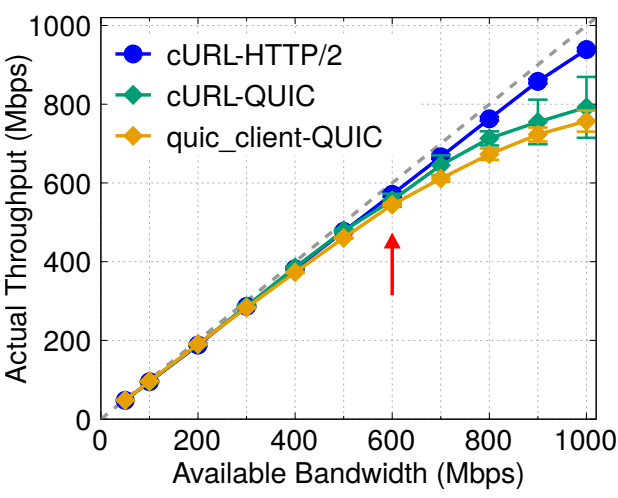 1000
800
600
400
200
0
Actual Throughput (Mbps)
cURL-HTTP/2
cURL-QUIC
quic_client-QUIC
0 200 400 600 800 1000
Available Bandwidth (Mbps)